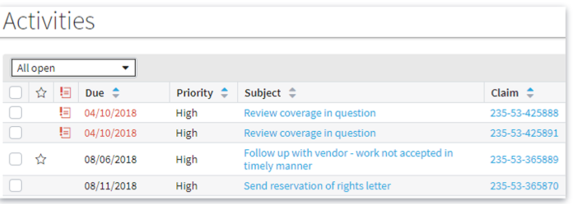 Activities
All open
Due Priority Subject Claim
04/10/2018 High Review coverage in question 235-53-425888
04/10/2018 High Review coverage in question 235-53-425891
08/06/2018 High Follow up with vendor - work not accepted in timely manner 235-53-365889
08/11/2018 High Send reservation of rights letter 235-53-365870